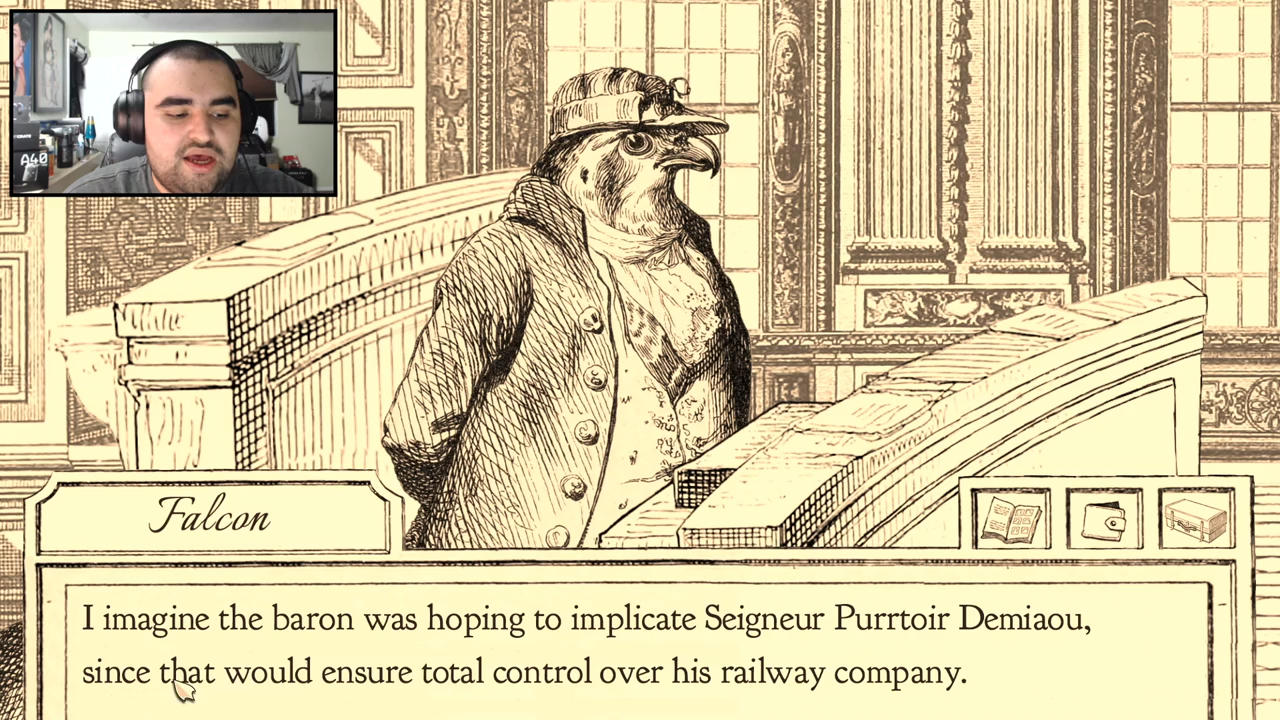 A40
Falcon
I imagine the baron was hoping to implicate Seigneur Purrtoir Demiaou,
since that would ensure total control over his railway company.